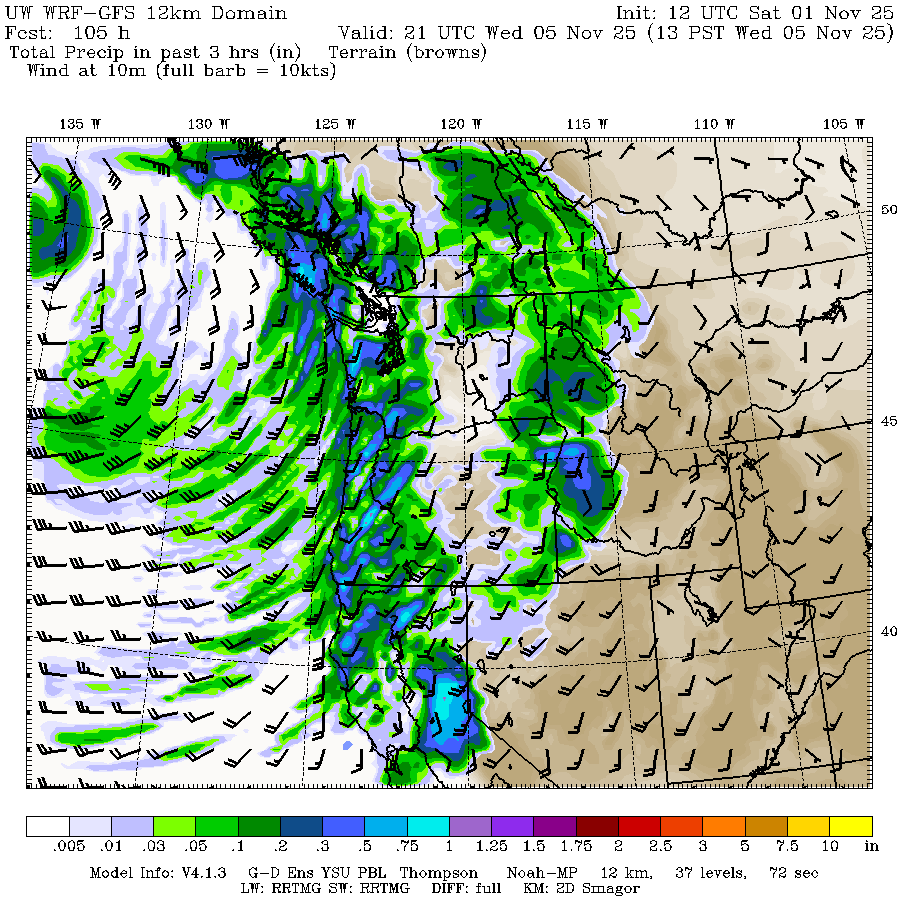 UW WRF-GFS 12km Domain Init: 12 UTC Sat 01 Nov 25
Fcst: 105 h Valid: 21 UTC Wed 05 Nov 25 (13 PST Wed 05 Nov 25)
Total Precip in past 3 hrs (in) Terrain (browns)
Wind at 10m (full barb = 10kts)
135 W 130 W 125 W 120 W 115 W 110 W 105 W
50
45
40
.005 .01 .03 .05 .1 .2 .3 .5 .75 1 1.25 1.5 1.75 2 2.5 3 5 7.5 10 in
Model Info: V4.1.3 G-D Ens YSU PBL Thompson Noah-MP 12 km, 37 levels, 72 sec
LW: RRTMG SW: RRTMG DIFF: full KM: 2D Smagor